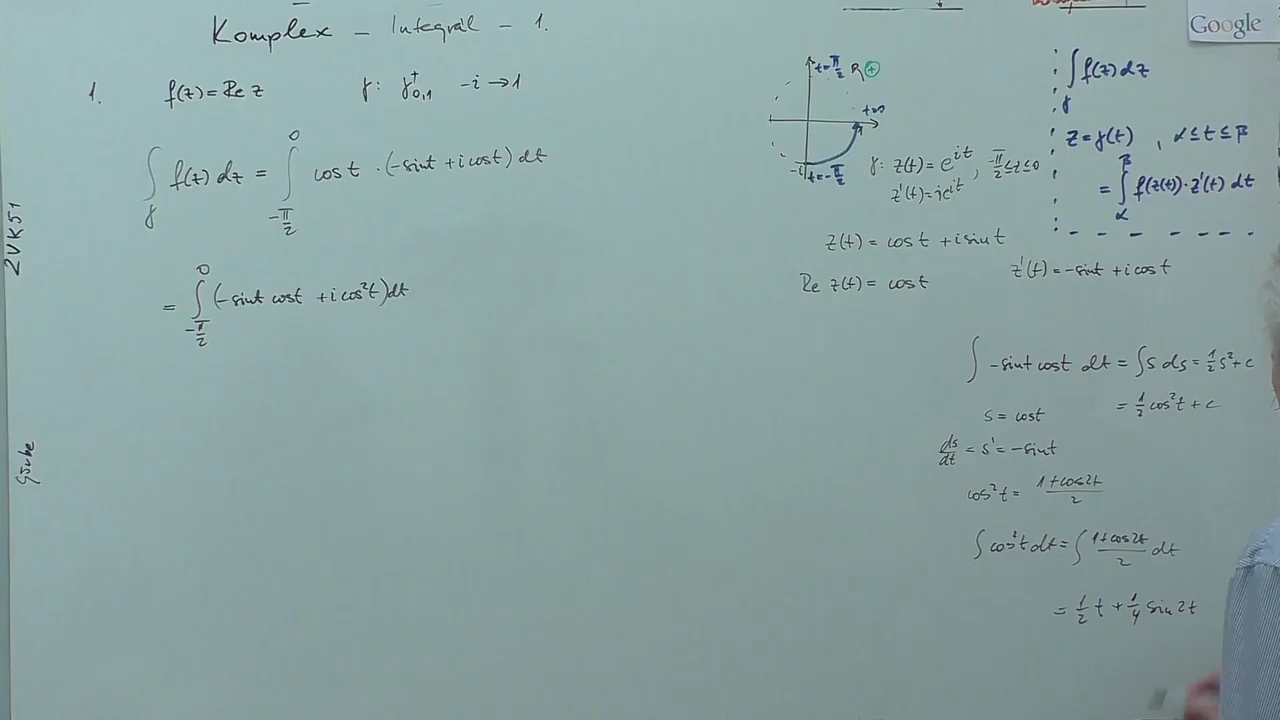 Komplex – Integrál – 1.
Google
1. f(z) = Re z γ: γ⁺₀,₁ -i → 1
∫_γ f(z) dz = ∫_{-π/2}^{0} cos t · (-sin t + i cos t) dt
= ∫_{-π/2}^{0} (-sin t cos t + i cos² t) dt
t = π/2 R, ⊕
t=0
-i t = -π/2
γ: z(t) = e^{it}, -π/2 ≤ t ≤ 0
z'(t) = i e^{it}
z(t) = cos t + i sin t
Re z(t) = cos t
z'(t) = -sin t + i cos t
∫_γ f(z) dz
z = γ(t), α ≤ t ≤ β
= ∫_α^β f(z(t)) · z'(t) dt
∫ -sin t cos t dt = ∫ s ds = ½ s² + c
s = cos t = ½ cos² t + c
ds/dt = s' = -sin t
cos² t = (1 + cos 2t)/2
∫ cos² t dt = ∫ (1 + cos 2t)/2 dt
= ½ t + ¼ sin 2t
2VK51